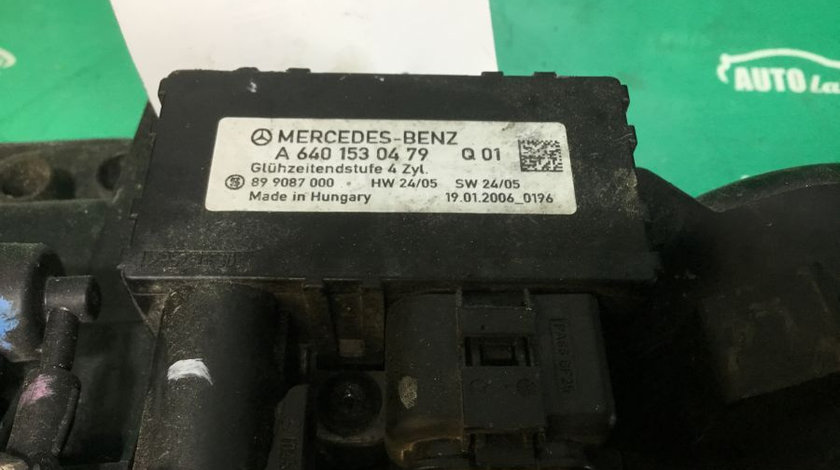 MERCEDES-BENZ
A 640 153 04 79 Q 01
Glühzeitendstufe 4 Zyl.
89 9087 000 HW 24/05 SW 24/05
Made in Hungary 19.01.2006_0196
AUTO